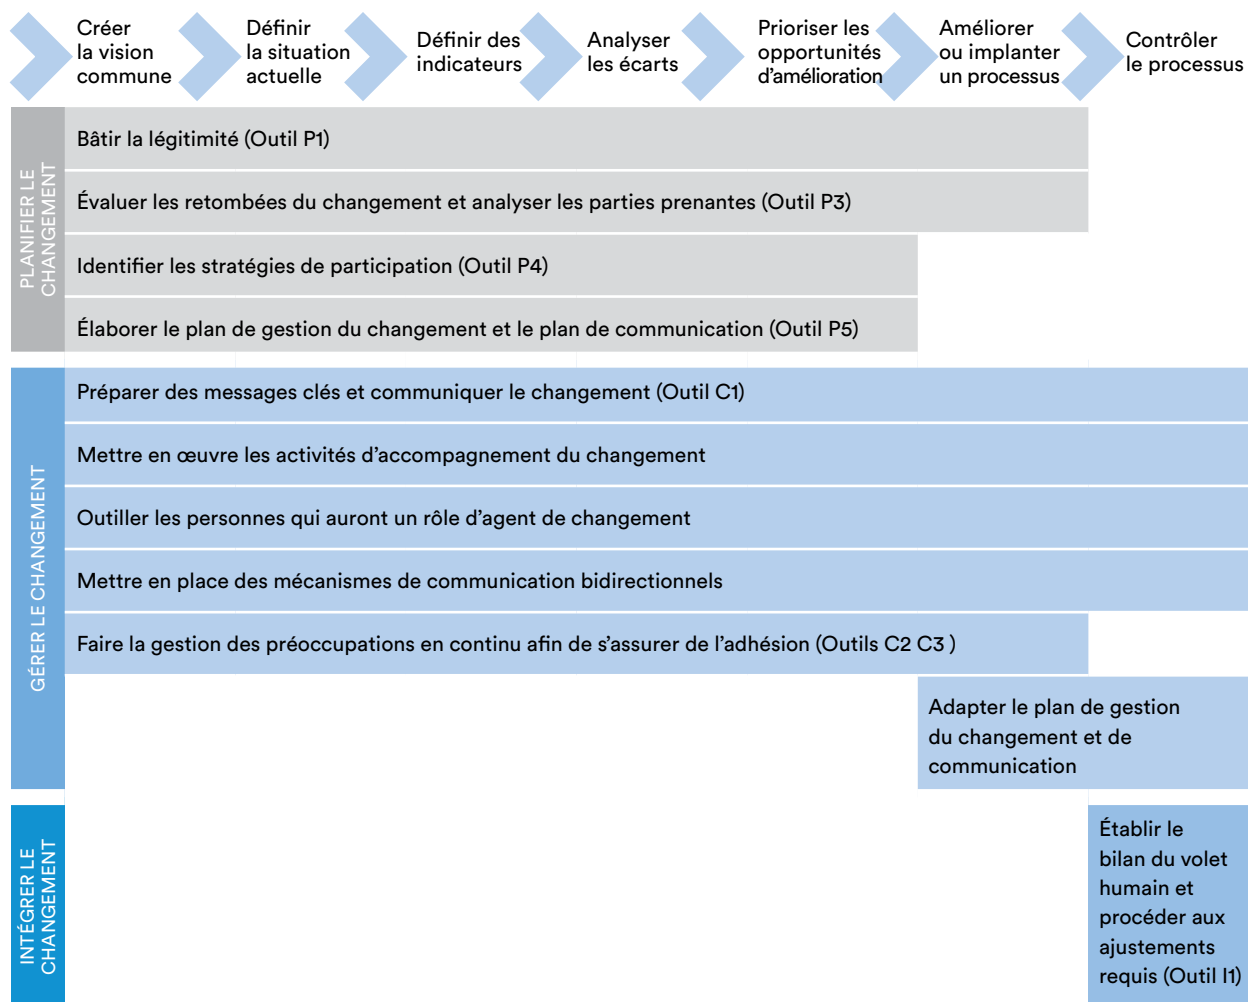 Créer
la vision
commune
Définir
la situation
actuelle
Définir des
indicateurs
Analyser
les écarts
Prioriser les
opportunités
d’amélioration
Améliorer
ou implanter
un processus
Contrôler
le processus
PLANIFIER LE
CHANGEMENT
Bâtir la légitimité (Outil P1)
Évaluer les retombées du changement et analyser les parties prenantes (Outil P3)
Identifier les stratégies de participation (Outil P4)
Élaborer le plan de gestion du changement et le plan de communication (Outil P5)
GÉRER LE CHANGEMENT
Préparer des messages clés et communiquer le changement (Outil C1)
Mettre en œuvre les activités d’accompagnement du changement
Outiller les personnes qui auront un rôle d’agent de changement
Mettre en place des mécanismes de communication bidirectionnels
Faire la gestion des préoccupations en continu afin de s’assurer de l’adhésion (Outils C2 C3 )
Adapter le plan de gestion
du changement et de
communication
INTÉGRER LE
CHANGEMENT
Établir le
bilan du volet
humain et
procéder aux
ajustements
requis (Outil I1)